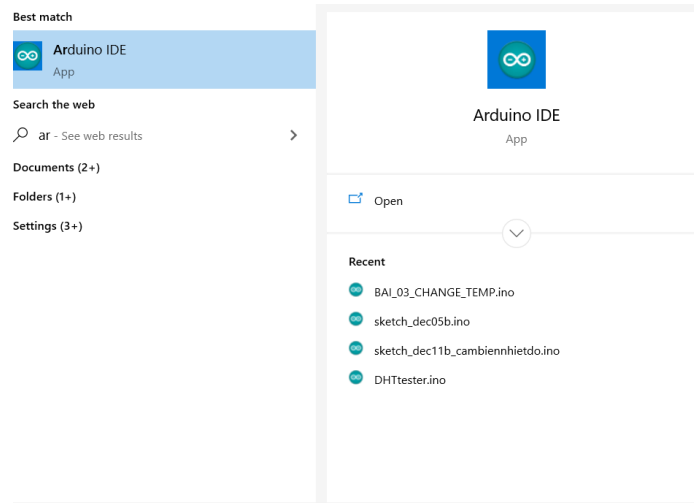 Best match
Arduino IDE
App
Search the web
ar - See web results
Documents (2+)
Folders (1+)
Settings (3+)
Arduino IDE
App
Open
Recent
BAI_03_CHANGE_TEMP.ino
sketch_dec05b.ino
sketch_dec11b_cambiennhietdo.ino
DHTtester.ino